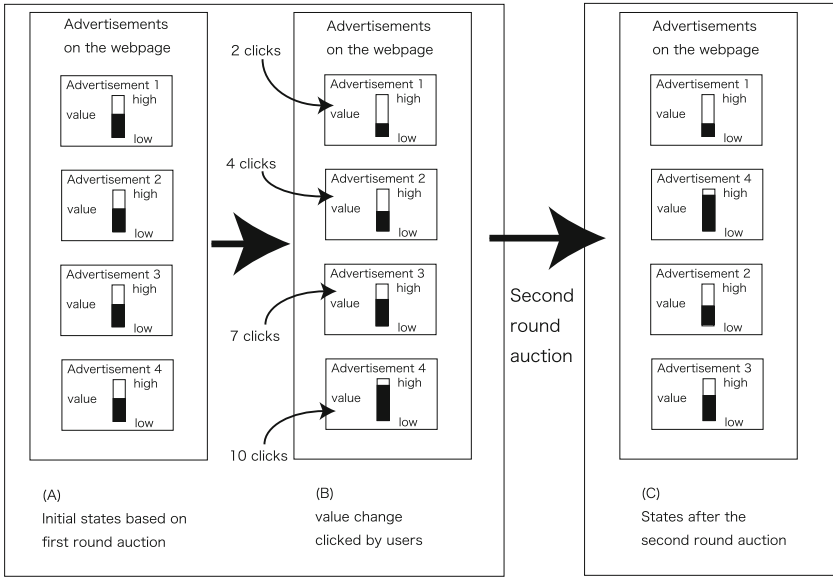 Advertisements
on the webpage
Advertisement 1
high
value
low
Advertisement 2
high
value
low
Advertisement 3
high
value
low
Advertisement 4
high
value
low
(A)
Initial states based on
first round auction
2 clicks
4 clicks
7 clicks
10 clicks
Advertisements
on the webpage
Advertisement 1
high
value
low
Advertisement 2
high
value
low
Advertisement 3
high
value
low
Advertisement 4
high
value
low
(B)
value change
clicked by users
Second
round
auction
Advertisements
on the webpage
Advertisement 1
high
value
low
Advertisement 4
high
value
low
Advertisement 2
high
value
low
Advertisement 3
high
value
low
(C)
States after the
second round auction